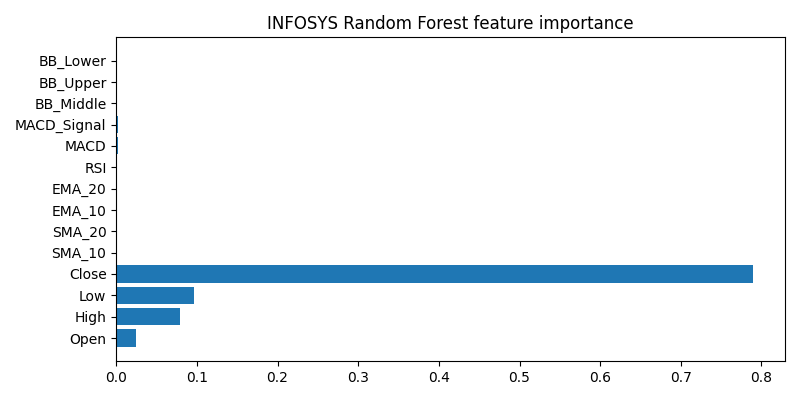 INFOSYS Random Forest feature importance
BB_Lower
BB_Upper
BB_Middle
MACD_Signal
MACD
RSI
EMA_20
EMA_10
SMA_20
SMA_10
Close
Low
High
Open
0.0 0.1 0.2 0.3 0.4 0.5 0.6 0.7 0.8